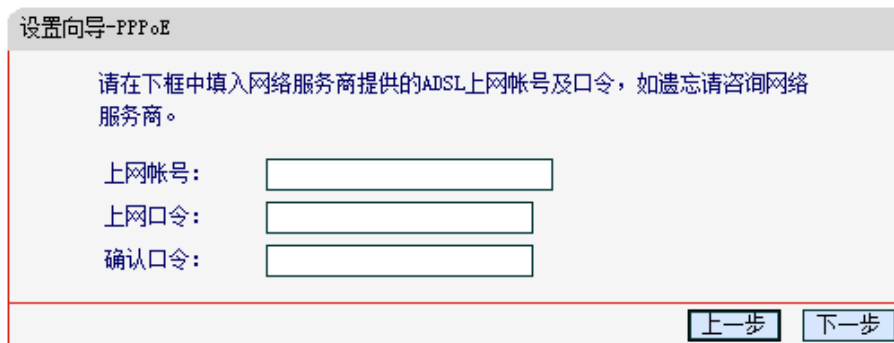 设置向导-PPPoE
请在下框中填入网络服务商提供的ADSL上网帐号及口令，如遗忘请咨询网络
服务商。
上网帐号：
上网口令：
确认口令：
上一步 下一步